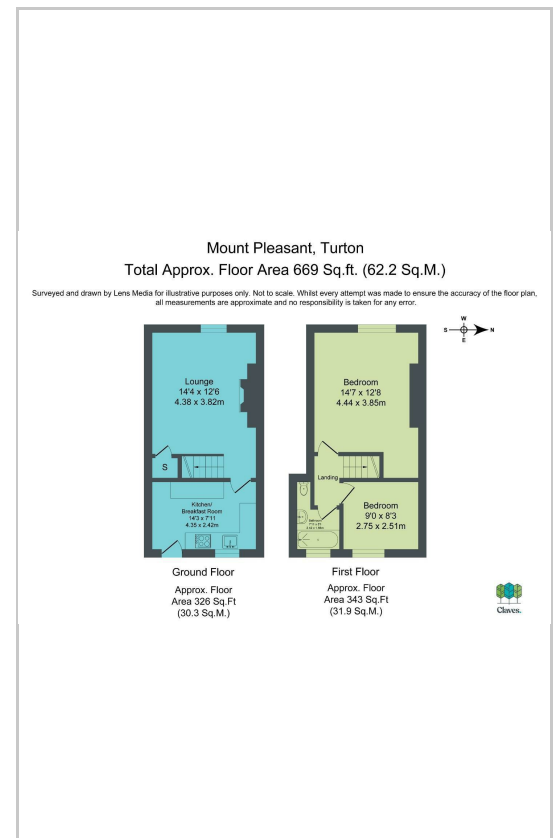 Mount Pleasant, Turton
Total Approx. Floor Area 669 Sq.ft. (62.2 Sq.M.)
Surveyed and drawn by Lens Media for illustrative purposes only. Not to scale. Whilst every attempt was made to ensure the accuracy of the floor plan,
all measurements are approximate and no responsibility is taken for any error.
W
S
N
E
Lounge
14'4 x 12'6
4.38 x 3.82m
S
Kitchen/
Breakfast Room
14'3 x 7'11
4.35 x 2.42m
Ground Floor
Approx. Floor
Area 326 Sq.Ft
(30.3 Sq.M.)
Bedroom
14'7 x 12'8
4.44 x 3.85m
Landing
Bathroom
Bedroom
9'0 x 8'3
2.75 x 2.51m
First Floor
Approx. Floor
Area 343 Sq.Ft
(31.9 Sq.M.)
Claves.